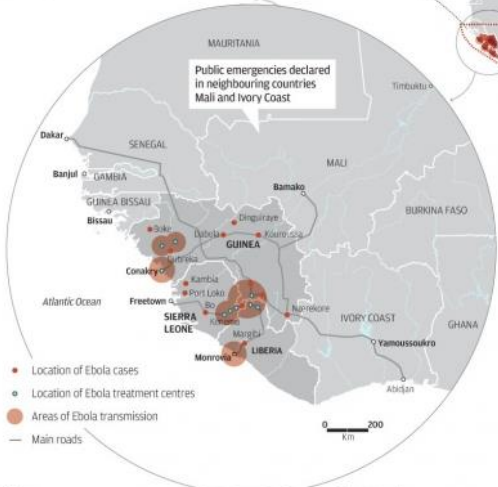 MAURITANIA
Public emergencies declared
in neighbouring countries
Mali and Ivory Coast
Timbuktu
Dakar
SENEGAL
MALI
Banjul
GAMBIA
Bamako
GUINEA BISSAU
Bissau
BURKINA FASO
Dinguiraye
Boke
Dabola
Kouroussa
GUINEA
Conakry
Kambia
Port Loko
Atlantic Ocean
Freetown
Bo
IVORY COAST
GHANA
SIERRA
LEONE
Margibi
Yamoussoukro
Monrovia
LIBERIA
Abidjan
Location of Ebola cases
Location of Ebola treatment centres
Areas of Ebola transmission
Main roads
0 200
Km